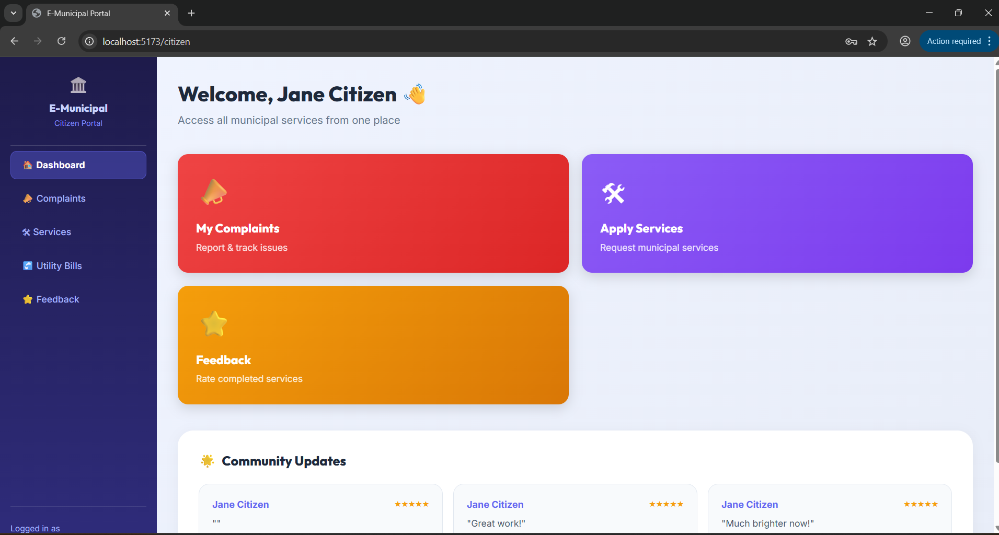 E-Municipal Portal
localhost:5173/citizen
Action required
E-Municipal
Citizen Portal
Dashboard
Complaints
Services
Utility Bills
Feedback
Logged in as
Welcome, Jane Citizen 👋
Access all municipal services from one place
My Complaints
Report & track issues
Apply Services
Request municipal services
Feedback
Rate completed services
Community Updates
Jane Citizen ★★★★★
""
Jane Citizen ★★★★★
"Great work!"
Jane Citizen ★★★★★
"Much brighter now!"